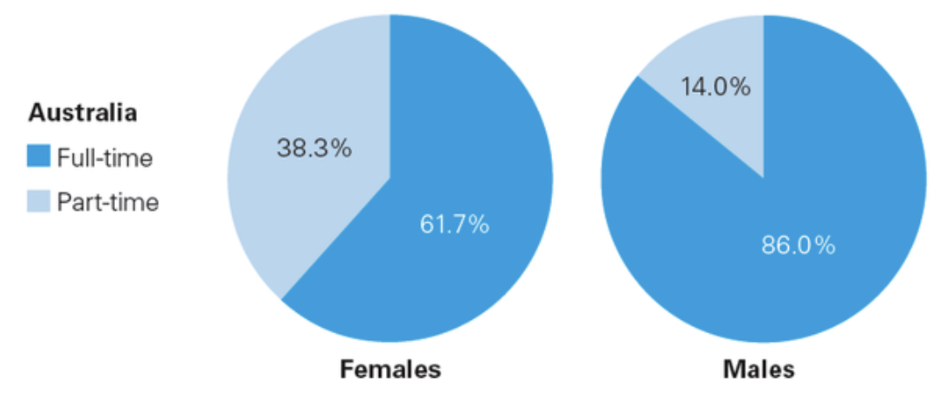 Australia
Full-time
Part-time
38.3%
61.7%
Females
14.0%
86.0%
Males